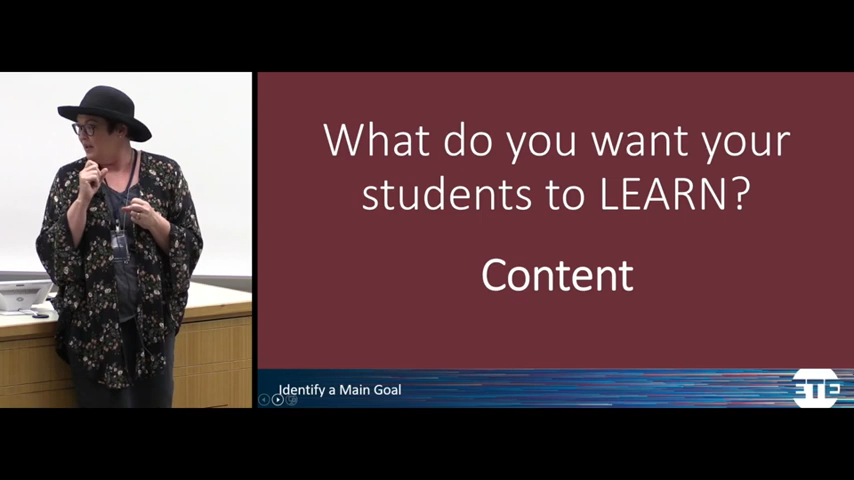 What do you want your
students to LEARN?
Content
Identify a Main Goal
ETE